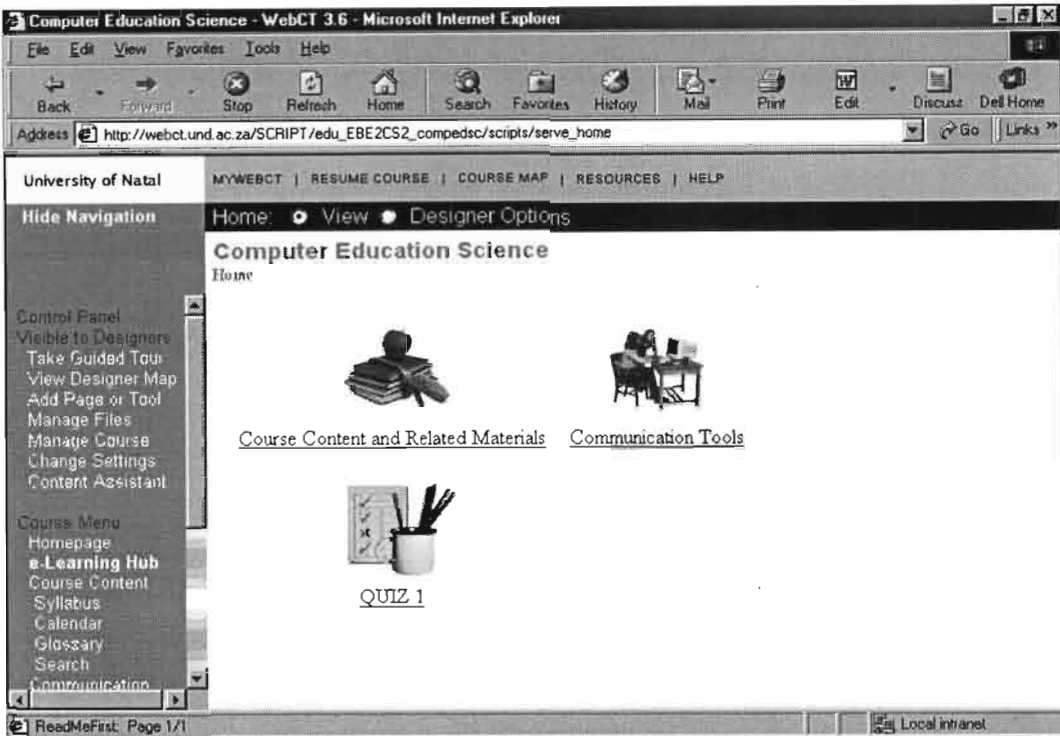 Computer Education Science - WebCT 3.6 - Microsoft Internet Explorer
File Edit View Favorites Tools Help
Back Forward Stop Refresh Home Search Favorites History Mail Print Edit Discuss Dell Home
Address http://webct.und.ac.za/SCRIPT/edu_EBE2CS2_compedsc/scripts/serve_home Go Links »
University of Natal MYWEBCT | RESUME COURSE | COURSE MAP | RESOURCES | HELP
Hide Navigation Home: View Designer Options
Computer Education Science
Home
Control Panel
Visible to Designers
Take Guided Tour
View Designer Map
Add Page or Tool
Manage Files
Manage Course
Change Settings
Content Assistant
Course Menu
Homepage
e-Learning Hub
Course Content
Syllabus
Calendar
Glossary
Search
Communication
Course Content and Related Materials Communication Tools
QUIZ 1
ReadMeFirst: Page 1/1 Local intranet